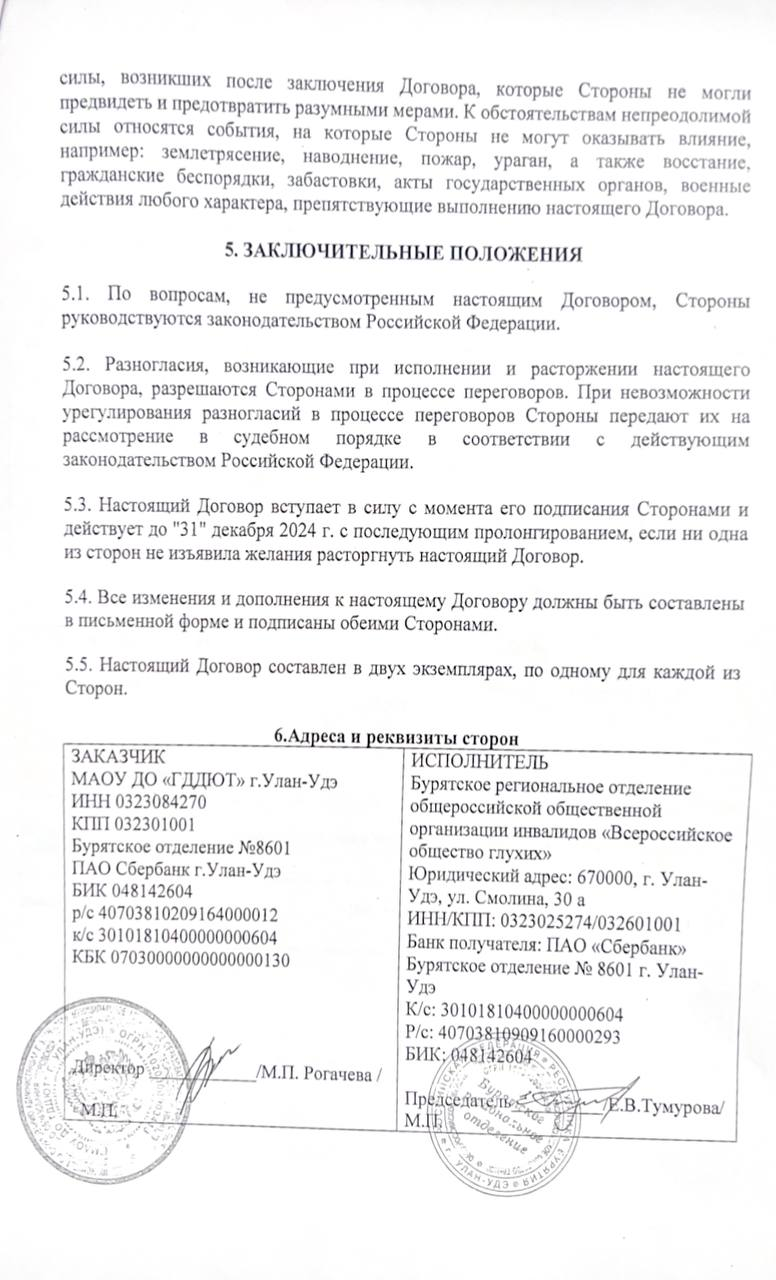 силы, возникших после заключения Договора, которые Стороны не могли
предвидеть и предотвратить разумными мерами. К обстоятельствам непреодолимой
силы относятся события, на которые Стороны не могут оказывать влияние,
например: землетрясение, наводнение, пожар, ураган, а также восстание,
гражданские беспорядки, забастовки, акты государственных органов, военные
действия любого характера, препятствующие выполнению настоящего Договора.
5. ЗАКЛЮЧИТЕЛЬНЫЕ ПОЛОЖЕНИЯ
5.1. По вопросам, не предусмотренным настоящим Договором, Стороны
руководствуются законодательством Российской Федерации.
5.2. Разногласия, возникающие при исполнении и расторжении настоящего
Договора, разрешаются Сторонами в процессе переговоров. При невозможности
урегулирования разногласий в процессе переговоров Стороны передают их на
рассмотрение в судебном порядке в соответствии с действующим
законодательством Российской Федерации.
5.3. Настоящий Договор вступает в силу с момента его подписания Сторонами и
действует до "31" декабря 2024 г. с последующим пролонгированием, если ни одна
из сторон не изъявила желания расторгнуть настоящий Договор.
5.4. Все изменения и дополнения к настоящему Договору должны быть составлены
в письменной форме и подписаны обеими Сторонами.
5.5. Настоящий Договор составлен в двух экземплярах, по одному для каждой из
Сторон.
6.Адреса и реквизиты сторон
ЗАКАЗЧИК
МАОУ ДО «ГДДЮТ» г.Улан-Удэ
ИНН 0323084270
КПП 032301001
Бурятское отделение №8601
ПАО Сбербанк г.Улан-Удэ
БИК 048142604
р/с 40703810209164000012
к/с 30101810400000000604
КБК 07030000000000000130
Директор ____________/М.П. Рогачева /
М.П.
ИСПОЛНИТЕЛЬ
Бурятское региональное отделение
общероссийской общественной
организации инвалидов «Всероссийское
общество глухих»
Юридический адрес: 670000, г. Улан-
Удэ, ул. Смолина, 30 а
ИНН/КПП: 0323025274/032601001
Банк получателя: ПАО «Сбербанк»
Бурятское отделение № 8601 г. Улан-
Удэ
К/с: 30101810400000000604
Р/с: 40703810909160000293
БИК: 048142604
Председатель __________/Е.В.Тумурова/
М.П.
Бурятское
региональное
отделение
РЕСПУБЛИКА БУРЯТИЯ
г. УЛАН-УДЭ